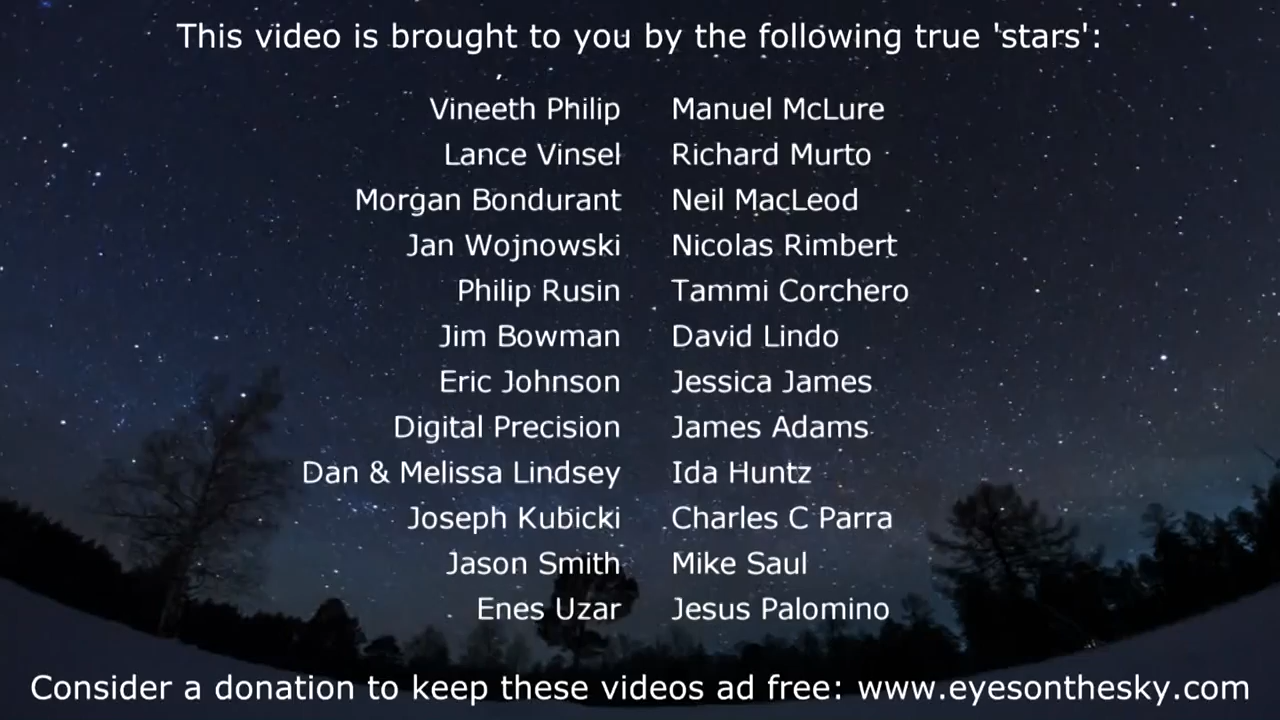 This video is brought to you by the following true 'stars':
Vineeth Philip Manuel McLure
Lance Vinsel Richard Murto
Morgan Bondurant Neil MacLeod
Jan Wojnowski Nicolas Rimbert
Philip Rusin Tammi Corchero
Jim Bowman David Lindo
Eric Johnson Jessica James
Digital Precision James Adams
Dan & Melissa Lindsey Ida Huntz
Joseph Kubicki Charles C Parra
Jason Smith Mike Saul
Enes Uzar Jesus Palomino
Consider a donation to keep these videos ad free: www.eyesonthesky.com